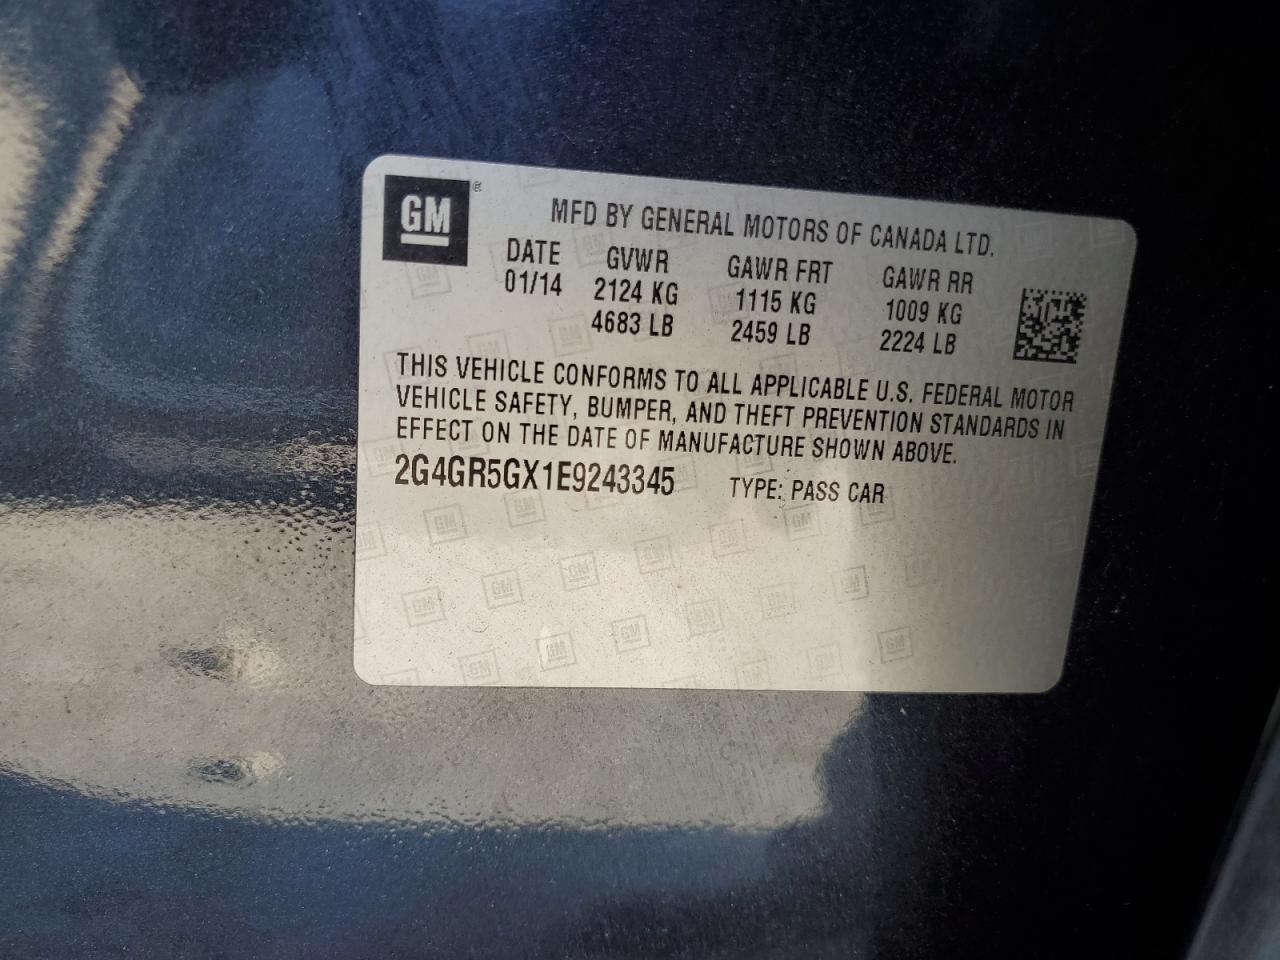 GM
MFD BY GENERAL MOTORS OF CANADA LTD.
DATE GVWR GAWR FRT GAWR RR
01/14 2124 KG 1115 KG 1009 KG
4683 LB 2459 LB 2224 LB
THIS VEHICLE CONFORMS TO ALL APPLICABLE U.S. FEDERAL MOTOR
VEHICLE SAFETY, BUMPER, AND THEFT PREVENTION STANDARDS IN
EFFECT ON THE DATE OF MANUFACTURE SHOWN ABOVE.
2G4GR5GX1E9243345 TYPE: PASS CAR